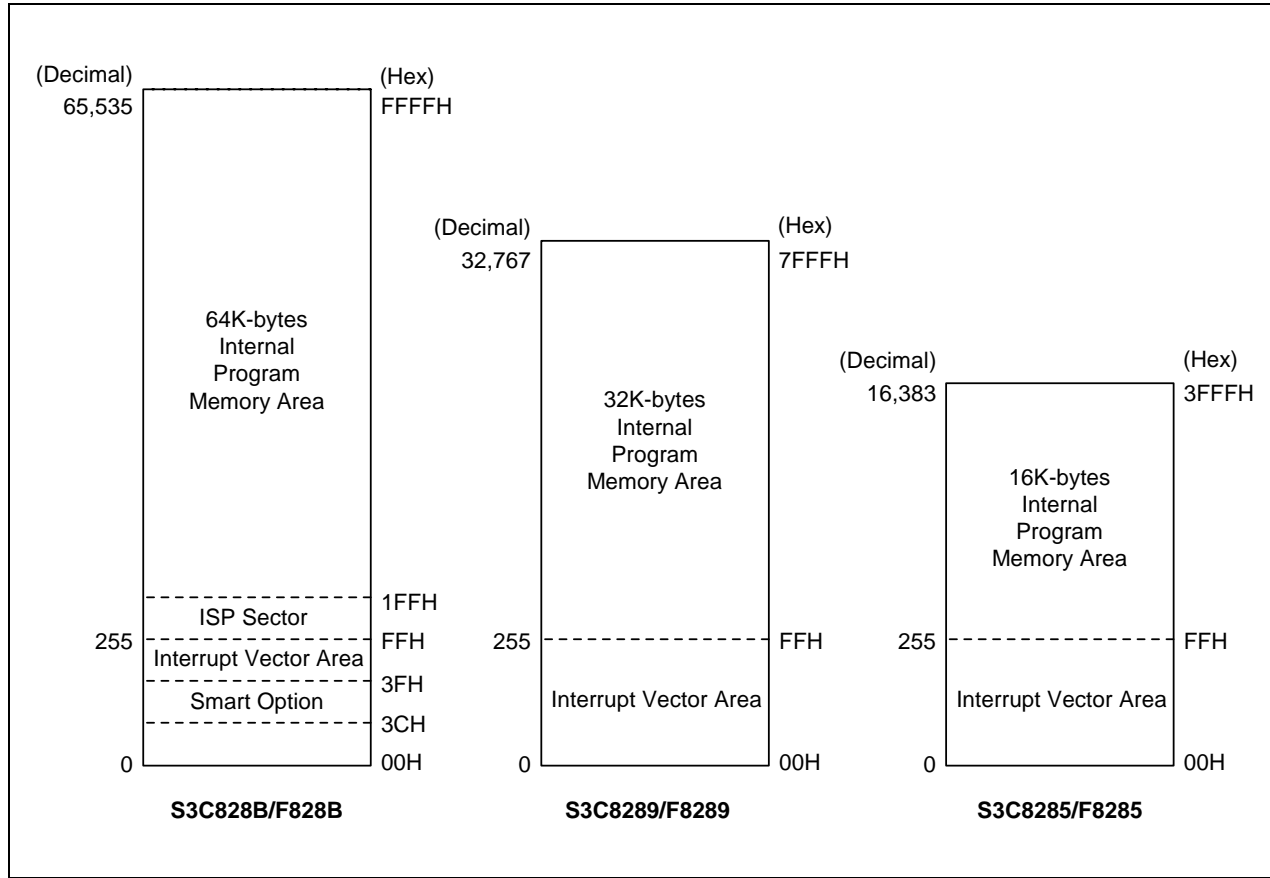 (Decimal)
(Hex)
65,535
FFFFH
64K-bytes
Internal
Program
Memory Area
1FFH
ISP Sector
255
FFH
Interrupt Vector Area
3FH
Smart Option
3CH
0
00H
S3C828B/F828B
(Decimal)
(Hex)
32,767
7FFFH
32K-bytes
Internal
Program
Memory Area
255
FFH
Interrupt Vector Area
0
00H
S3C8289/F8289
(Decimal)
(Hex)
16,383
3FFFH
16K-bytes
Internal
Program
Memory Area
255
FFH
Interrupt Vector Area
0
00H
S3C8285/F8285